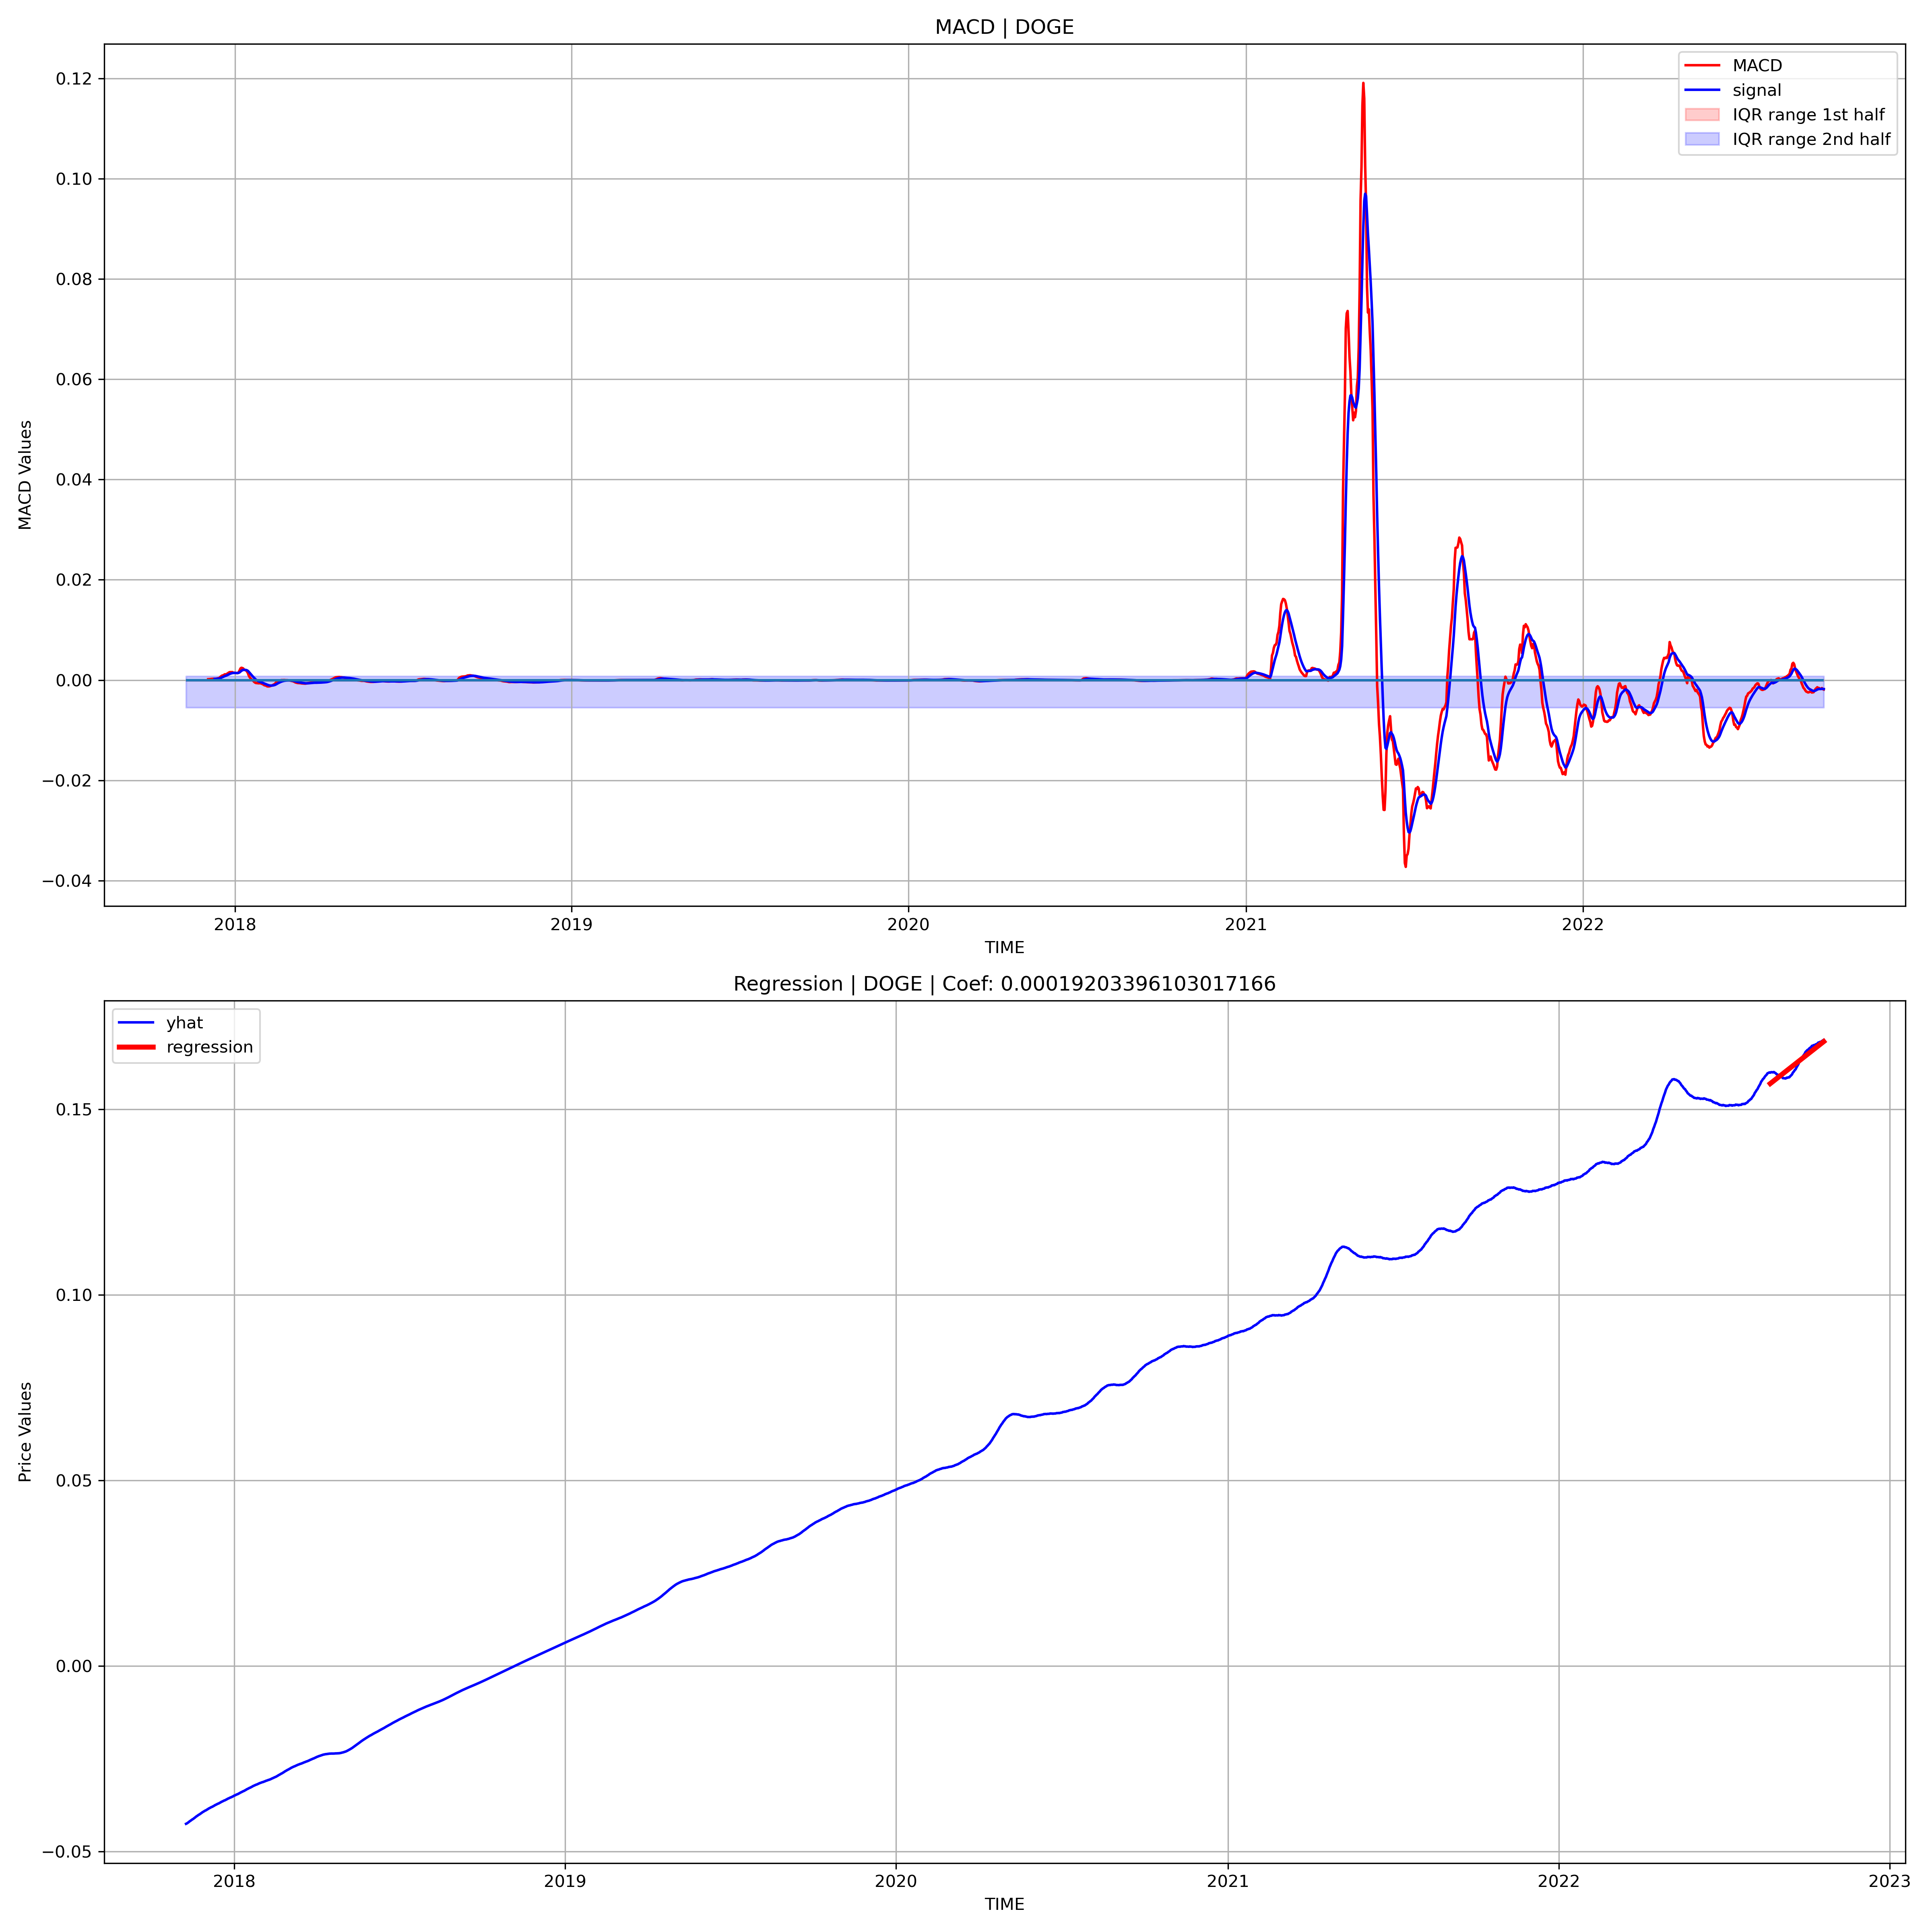 MACD | DOGE
MACD
signal
IQR range 1st half
IQR range 2nd half
MACD Values
0.12
0.10
0.08
0.06
0.04
0.02
0.00
−0.02
−0.04
2018 2019 2020 2021 2022
TIME
Regression | DOGE | Coef: 0.00019203396103017166
yhat
regression
Price Values
0.15
0.10
0.05
0.00
−0.05
2018 2019 2020 2021 2022 2023
TIME